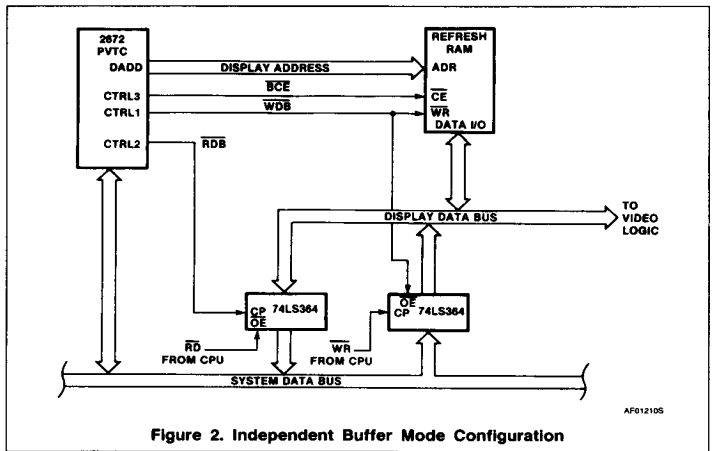 2672
PVTC
DADD
CTRL3
CTRL1
CTRL2
DISPLAY ADDRESS
BCE
WDB
RDB
REFRESH
RAM
ADR
CE
WR
DATA I/O
DISPLAY DATA BUS
TO
VIDEO
LOGIC
CP 74LS364
OE
RD
FROM CPU
OE
CP 74LS364
WR
FROM CPU
SYSTEM DATA BUS
AF01210S
Figure 2. Independent Buffer Mode Configuration